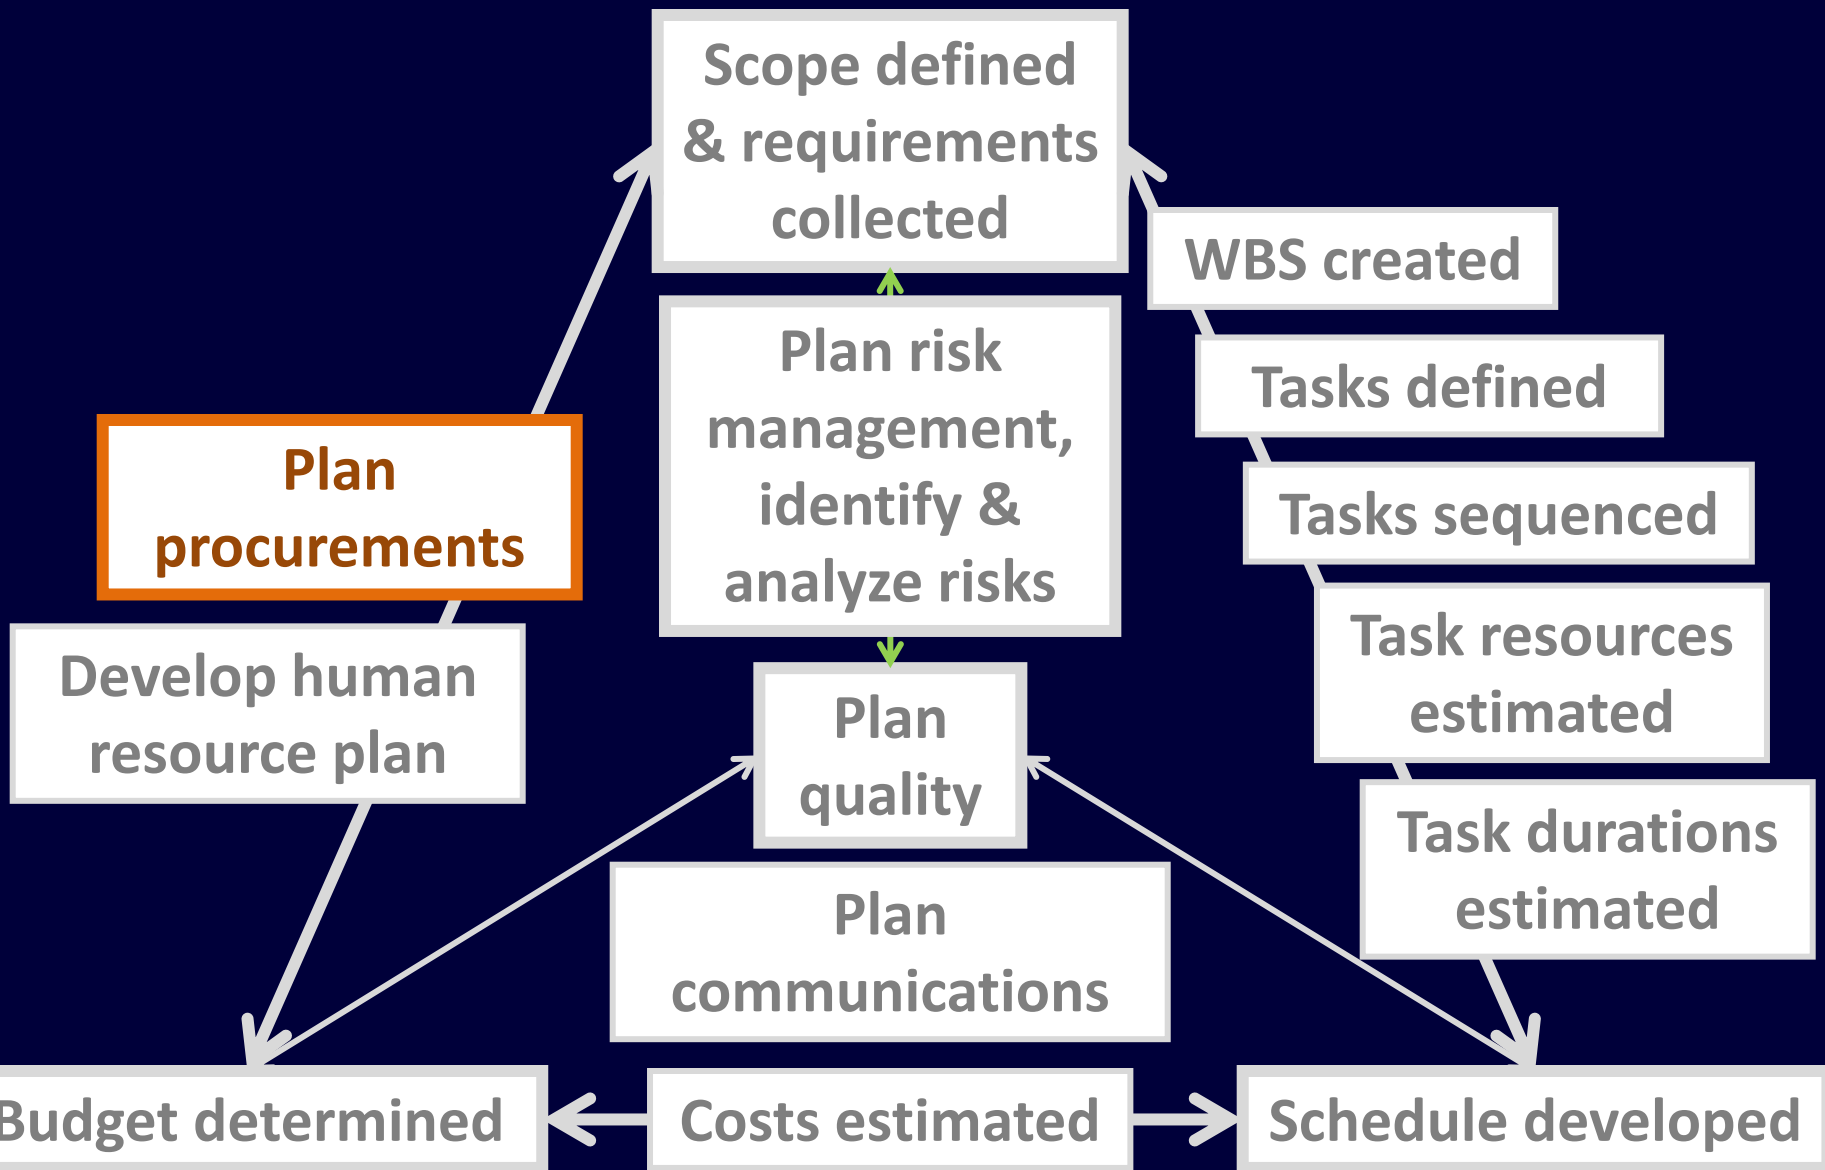 Scope defined
& requirements
collected
WBS created
Plan risk
management,
identify &
analyze risks
Tasks defined
Plan
procurements
Tasks sequenced
Develop human
resource plan
Task resources
estimated
Plan
quality
Task durations
estimated
Plan
communications
Budget determined
Costs estimated
Schedule developed